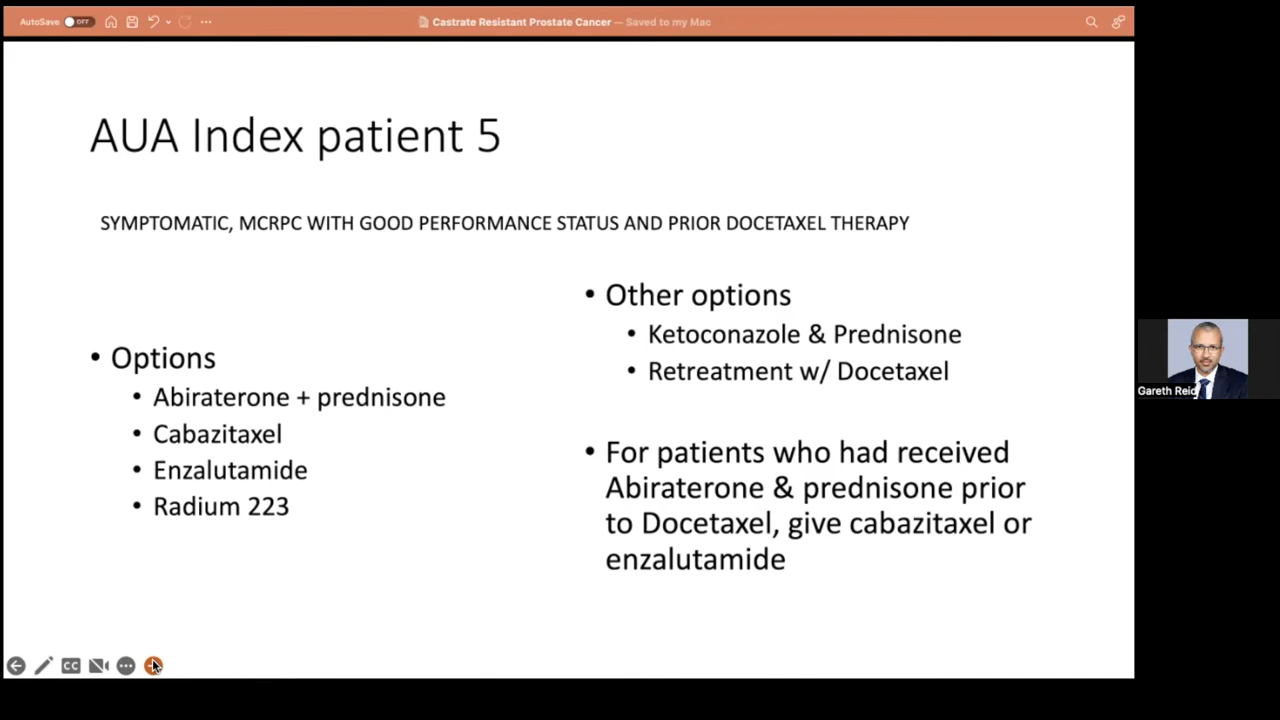 AutoSave OFF
Castrate Resistant Prostate Cancer — Saved to my Mac
AUA Index patient 5
SYMPTOMATIC, MCRPC WITH GOOD PERFORMANCE STATUS AND PRIOR DOCETAXEL THERAPY
• Options
• Abiraterone + prednisone
• Cabazitaxel
• Enzalutamide
• Radium 223
• Other options
• Ketoconazole & Prednisone
• Retreatment w/ Docetaxel
• For patients who had received
Abiraterone & prednisone prior
to Docetaxel, give cabazitaxel or
enzalutamide
Gareth Reid
CC